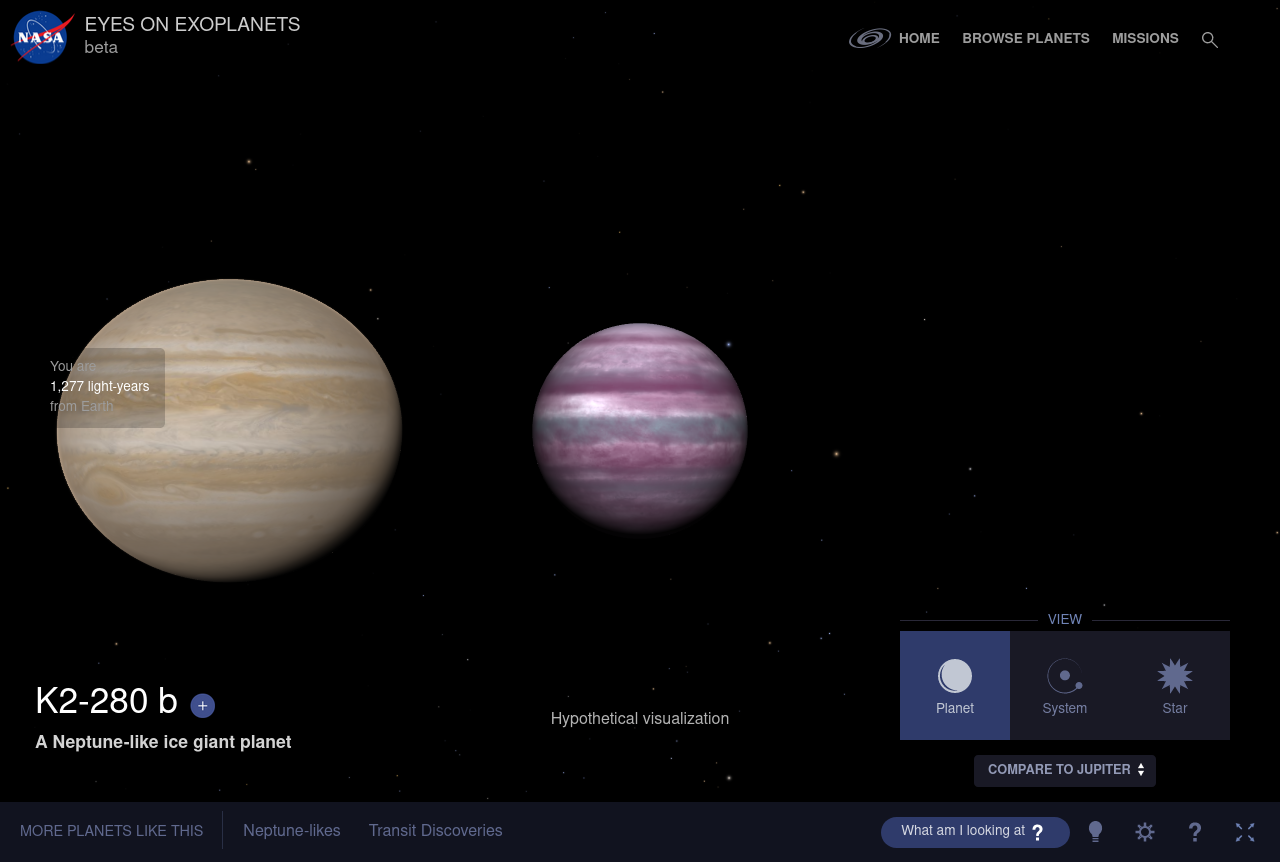 NASA
EYES ON EXOPLANETS
beta
HOME
BROWSE PLANETS
MISSIONS
You are
1,277 light-years
from Earth
VIEW
Planet
System
Star
COMPARE TO JUPITER
K2-280 b +
A Neptune-like ice giant planet
Hypothetical visualization
MORE PLANETS LIKE THIS
Neptune-likes
Transit Discoveries
What am I looking at ?
?